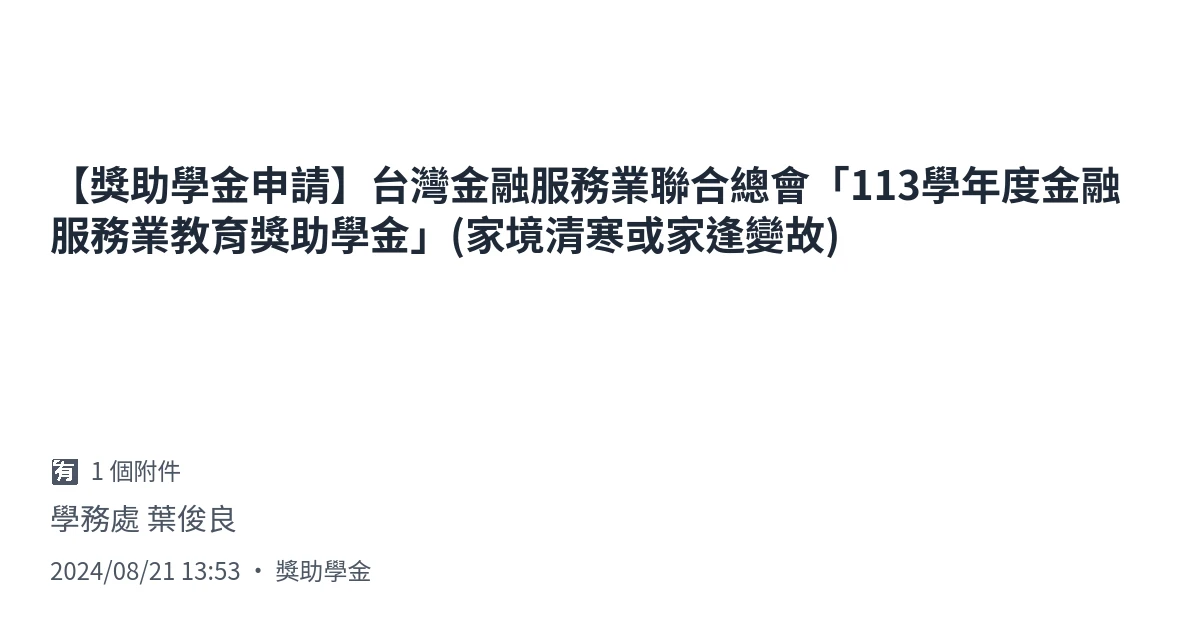 【獎助學金申請】台灣金融服務業聯合總會「113學年度金融
服務業教育獎助學金」(家境清寒或家逢變故)
有 1 個附件
學務處 葉俊良
2024/08/21 13:53 • 獎助學金